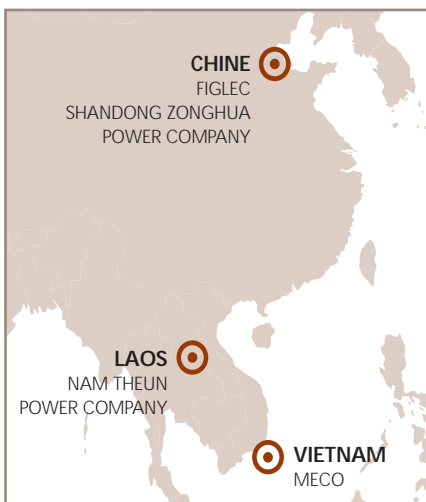 CHINE
FIGLEC
SHANDONG ZONGHUA
POWER COMPANY
LAOS
NAM THEUN
POWER COMPANY
VIETNAM
MECO